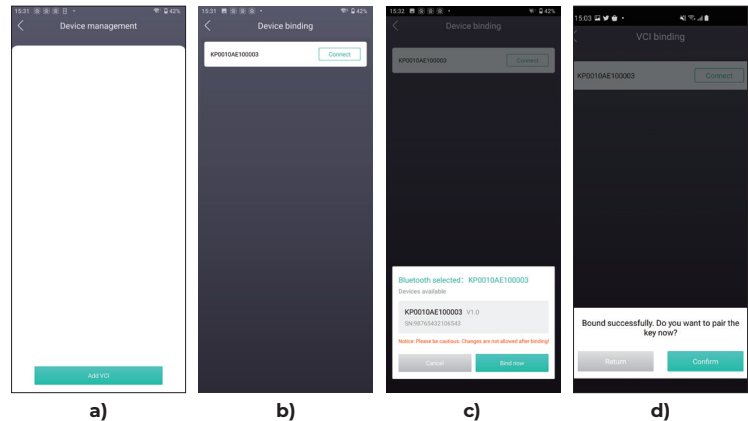 15:31
42%
Device management
Add VCI
a)
15:31
42%
Device binding
KP0010AE100003
Connect
b)
15:32
42%
Device binding
KP0010AE100003
Connect
Bluetooth selected: KP0010AE100003
Devices available
KP0010AE100003 V1.0
SN:98765432106543
Notice: Please be cautious. Changes are not allowed after binding!
Cancel
Bind now
c)
15:03
VCI binding
KP0010AE100003
Connect
Bound successfully. Do you want to pair the
key now?
Return
Confirm
d)